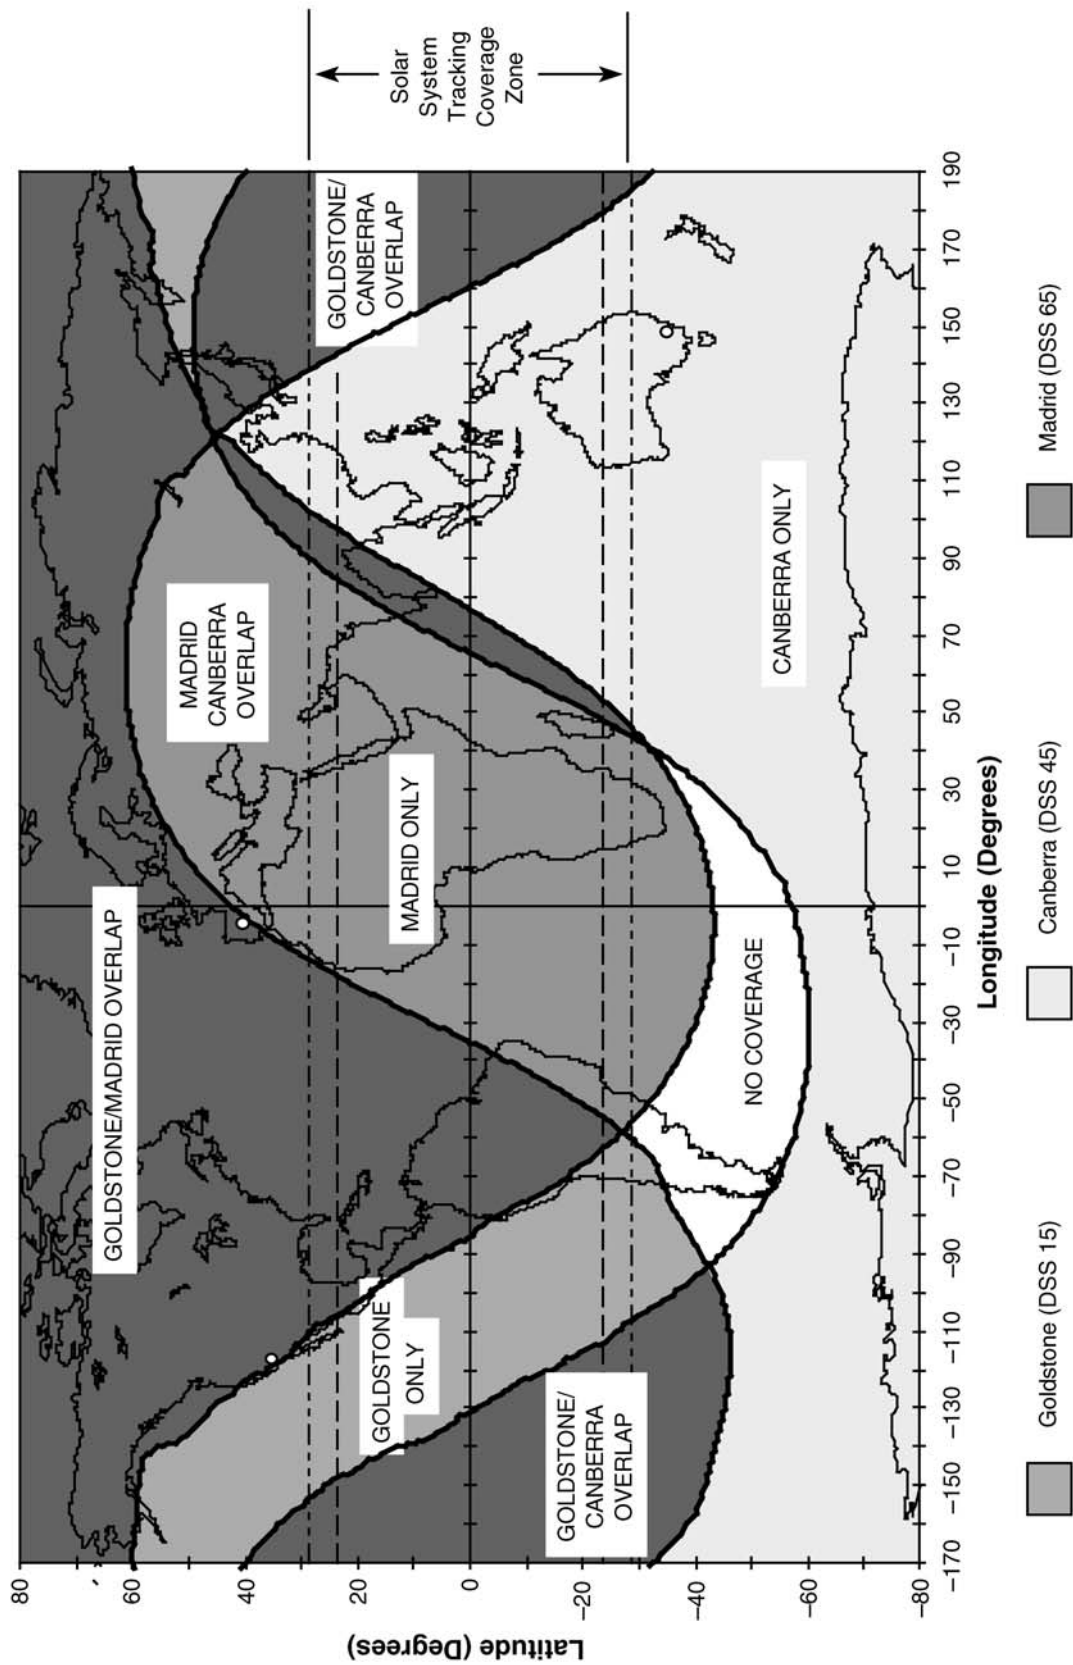 Solar
System
Tracking
Coverage
Zone
GOLDSTONE/MADRID OVERLAP
MADRID
CANBERRA
OVERLAP
GOLDSTONE/
CANBERRA
OVERLAP
GOLDSTONE
ONLY
MADRID ONLY
GOLDSTONE/
CANBERRA
OVERLAP
NO COVERAGE
CANBERRA ONLY
Latitude (Degrees)
80
60
40
20
0
−20
−40
−60
−80
−170
−150
−130
−110
−90
−70
−50
−30
−10
10
30
50
70
90
110
130
150
170
190
Longitude (Degrees)
Goldstone (DSS 15)
Canberra (DSS 45)
Madrid (DSS 65)